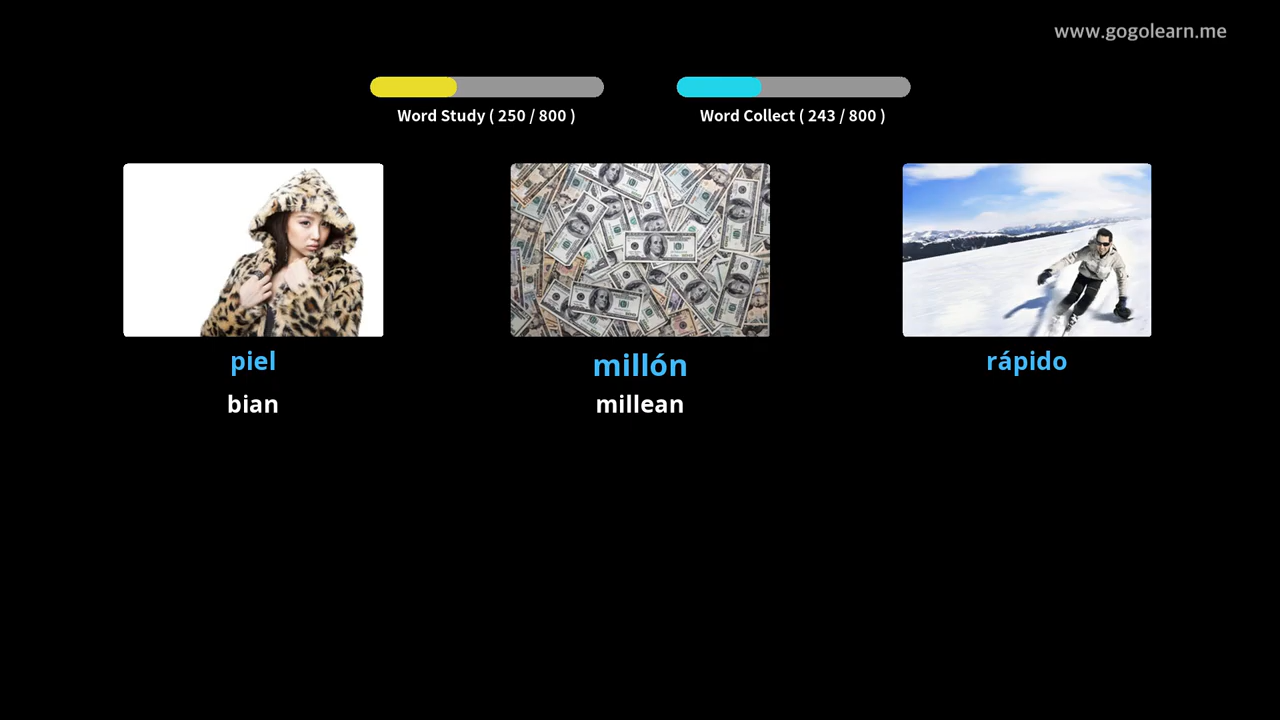 www.gogolearn.me
Word Study ( 250 / 800 )
Word Collect ( 243 / 800 )
piel
millón
rápido
bian
millean